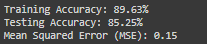 Training Accuracy: 89.63%
Testing Accuracy: 85.25%
Mean Squared Error (MSE): 0.15